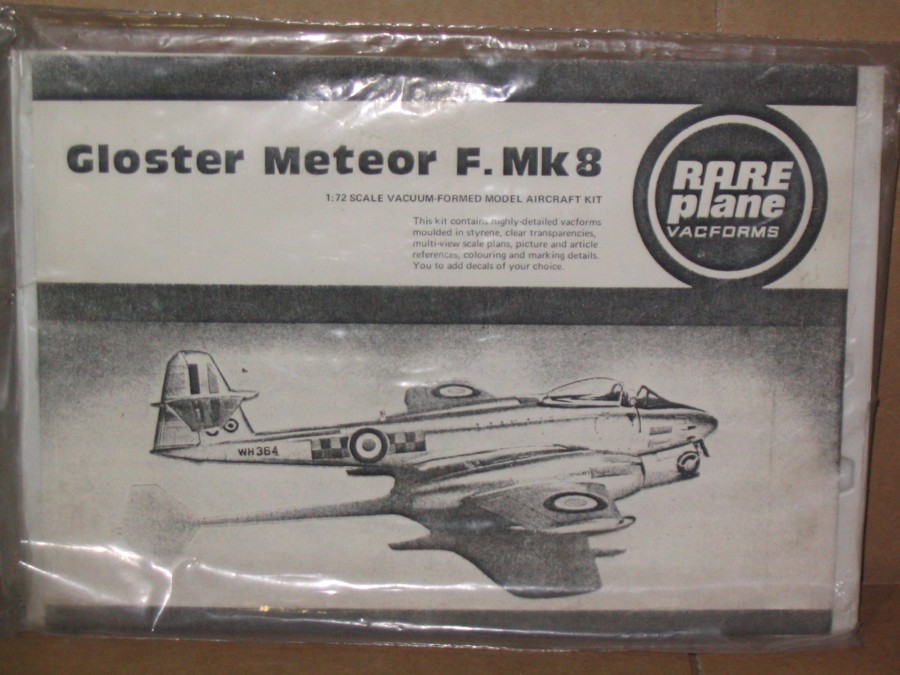 Gloster Meteor F. Mk 8
1:72 SCALE VACUUM-FORMED MODEL AIRCRAFT KIT
This kit contains highly-detailed vacforms
moulded in styrene, clear transparencies,
multi-view scale plans, picture and article
references, colouring and marking details.
You to add decals of your choice.
RARE
plane
VACFORMS
WH364